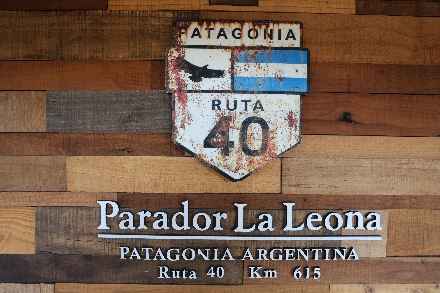 PATAGONIA
RUTA
40
Parador La Leona
PATAGONIA ARGENTINA
Ruta 40 Km 615